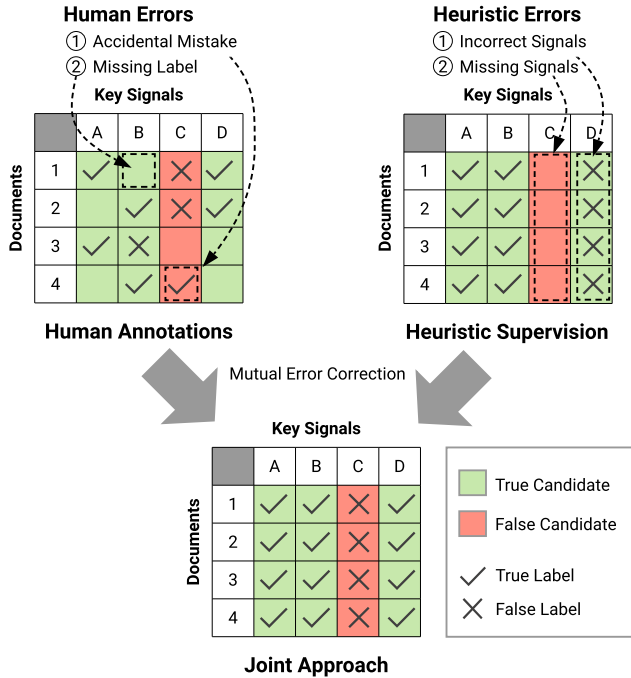 Human Errors
① Accidental Mistake
② Missing Label
Key Signals
A B C D
Documents
1
2
3
4
Human Annotations
Heuristic Errors
① Incorrect Signals
② Missing Signals
Key Signals
A B C D
Documents
1
2
3
4
Heuristic Supervision
Mutual Error Correction
Key Signals
A B C D
Documents
1
2
3
4
Joint Approach
True Candidate
False Candidate
True Label
False Label